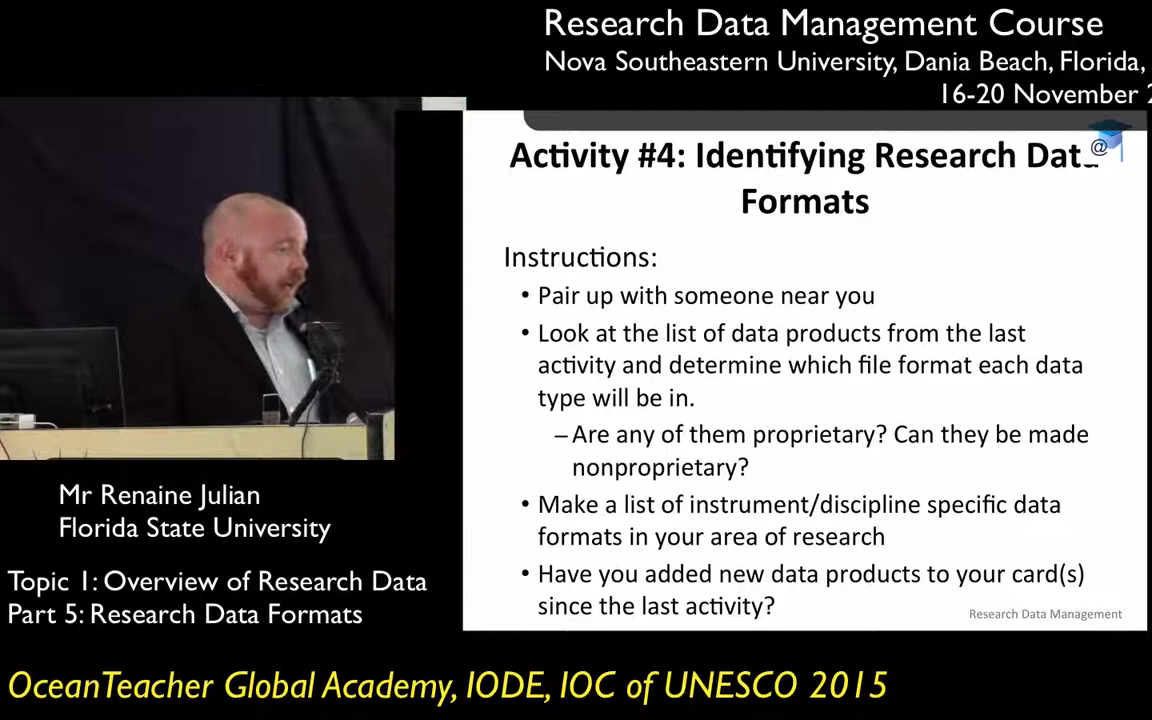 Research Data Management Course
Nova Southeastern University, Dania Beach, Florida,
16-20 November 2
@
Activity #4: Identifying Research Data
Formats
Instructions:
• Pair up with someone near you
• Look at the list of data products from the last
activity and determine which file format each data
type will be in.
– Are any of them proprietary? Can they be made
nonproprietary?
• Make a list of instrument/discipline specific data
formats in your area of research
• Have you added new data products to your card(s)
since the last activity?
Research Data Management
Mr Renaine Julian
Florida State University
Topic 1: Overview of Research Data
Part 5: Research Data Formats
OceanTeacher Global Academy, IODE, IOC of UNESCO 2015